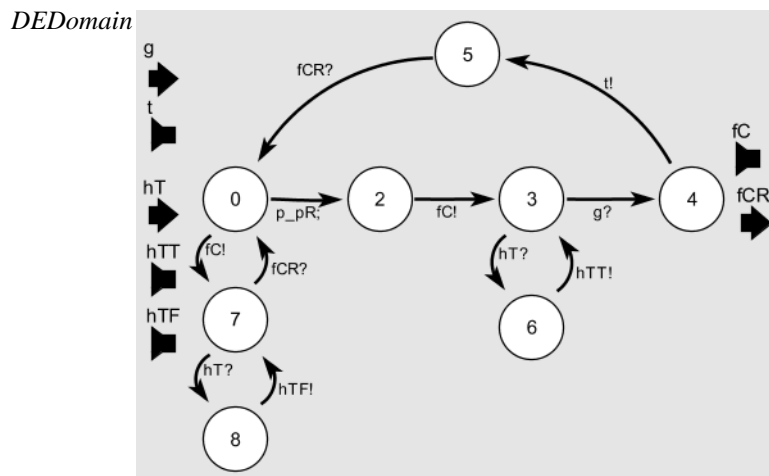 DEDomain
g
5
fCR?
t!
t
fC
hT
0
p_pR;
2
fC!
3
g?
4
fCR
hTT
fC!
fCR?
hT?
hTT!
hTF
7
6
hT?
hTF!
8